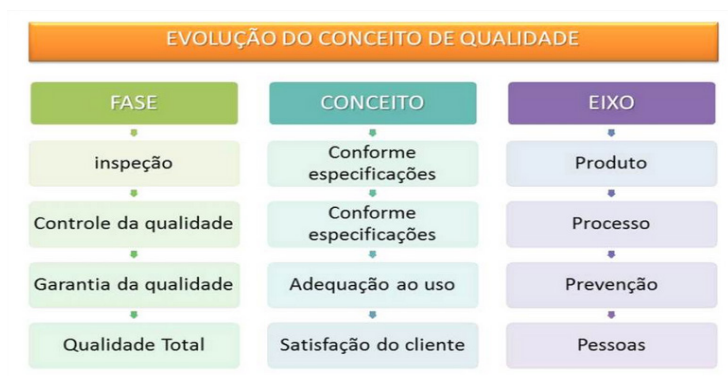 EVOLUÇÃO DO CONCEITO DE QUALIDADE
FASE
CONCEITO
EIXO
inspeção
Conforme
especificações
Produto
Controle da qualidade
Conforme
especificações
Processo
Garantia da qualidade
Adequação ao uso
Prevenção
Qualidade Total
Satisfação do cliente
Pessoas